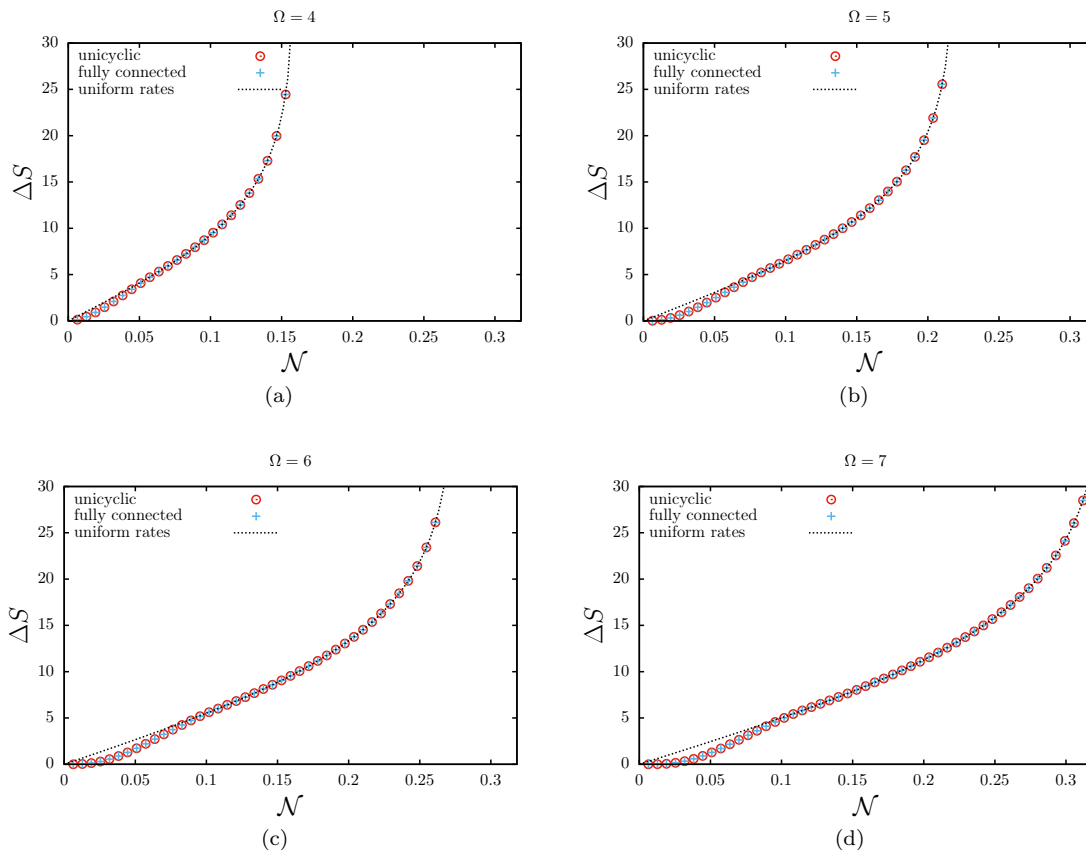 Ω = 4
30
25
20
15
10
5
0
ΔS
unicyclic
fully connected
uniform rates
0 0.05 0.1 0.15 0.2 0.25 0.3
𝒩
(a)
Ω = 5
30
25
20
15
10
5
0
ΔS
unicyclic
fully connected
uniform rates
0 0.05 0.1 0.15 0.2 0.25 0.3
𝒩
(b)
Ω = 6
30
25
20
15
10
5
0
ΔS
unicyclic
fully connected
uniform rates
0 0.05 0.1 0.15 0.2 0.25 0.3
𝒩
(c)
Ω = 7
30
25
20
15
10
5
0
ΔS
unicyclic
fully connected
uniform rates
0 0.05 0.1 0.15 0.2 0.25 0.3
𝒩
(d)